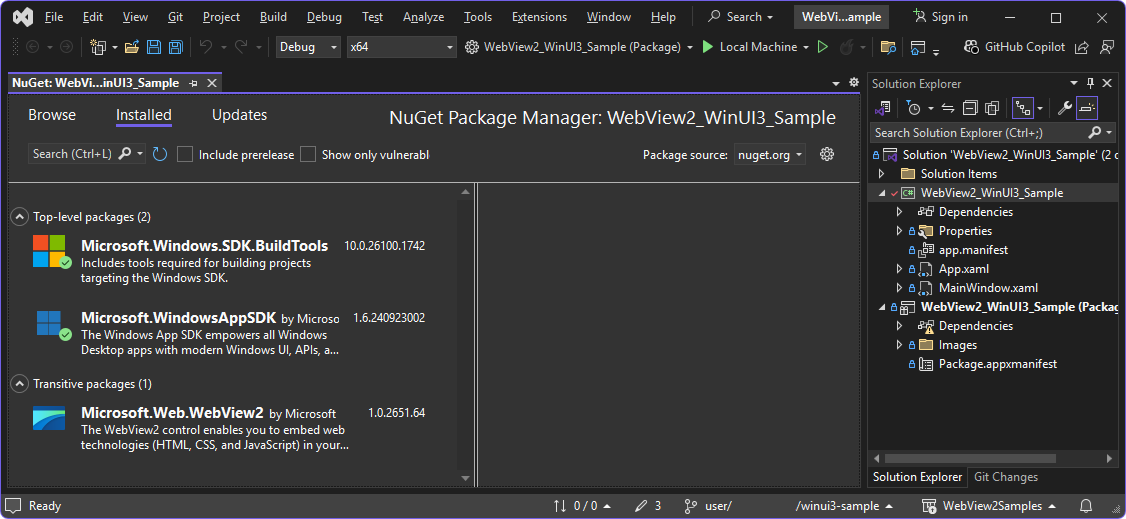 File Edit View Git Project Build Debug Test Analyze Tools Extensions Window Help Search WebVi...ample Sign in
Debug x64 WebView2_WinUI3_Sample (Package) Local Machine GitHub Copilot
NuGet: WebVi...inUI3_Sample
Browse Installed Updates NuGet Package Manager: WebView2_WinUI3_Sample
Search (Ctrl+L) Include prerelease Show only vulnerabl Package source: nuget.org
Top-level packages (2)
Microsoft.Windows.SDK.BuildTools 10.0.26100.1742
Includes tools required for building projects
targeting the Windows SDK.
Microsoft.WindowsAppSDK by Microso 1.6.240923002
The Windows App SDK empowers all Windows
Desktop apps with modern Windows UI, APIs, a...
Transitive packages (1)
Microsoft.Web.WebView2 by Microsoft 1.0.2651.64
The WebView2 control enables you to embed web
technologies (HTML, CSS, and JavaScript) in your...
Solution Explorer
Search Solution Explorer (Ctrl+;)
Solution 'WebView2_WinUI3_Sample' (2
Solution Items
C# WebView2_WinUI3_Sample
Dependencies
Properties
app.manifest
App.xaml
MainWindow.xaml
WebView2_WinUI3_Sample (Packag
Dependencies
Images
Package.appxmanifest
Solution Explorer Git Changes
Ready 0 / 0 3 user/ /winui3-sample WebView2Samples